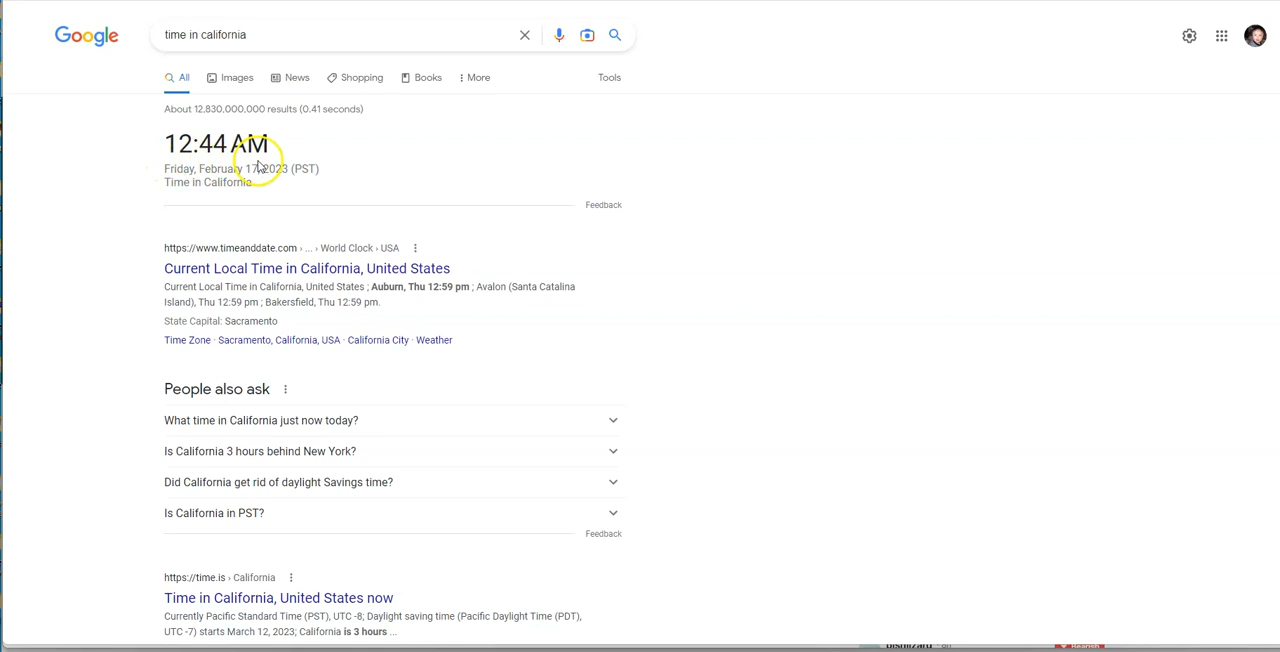 Google
time in california
All
Images
News
Shopping
Books
More
Tools
About 12,830,000,000 results (0.41 seconds)
12:44 AM
Friday, February 17, 2023 (PST)
Time in California
Feedback
https://www.timeanddate.com › ... › World Clock › USA
Current Local Time in California, United States
Current Local Time in California, United States ; Auburn, Thu 12:59 pm ; Avalon (Santa Catalina
Island), Thu 12:59 pm ; Bakersfield, Thu 12:59 pm.
State Capital: Sacramento
Time Zone · Sacramento, California, USA · California City · Weather
People also ask
What time in California just now today?
Is California 3 hours behind New York?
Did California get rid of daylight Savings time?
Is California in PST?
Feedback
https://time.is › California
Time in California, United States now
Currently Pacific Standard Time (PST), UTC -8; Daylight saving time (Pacific Daylight Time (PDT),
UTC -7) starts March 12, 2023; California is 3 hours ...